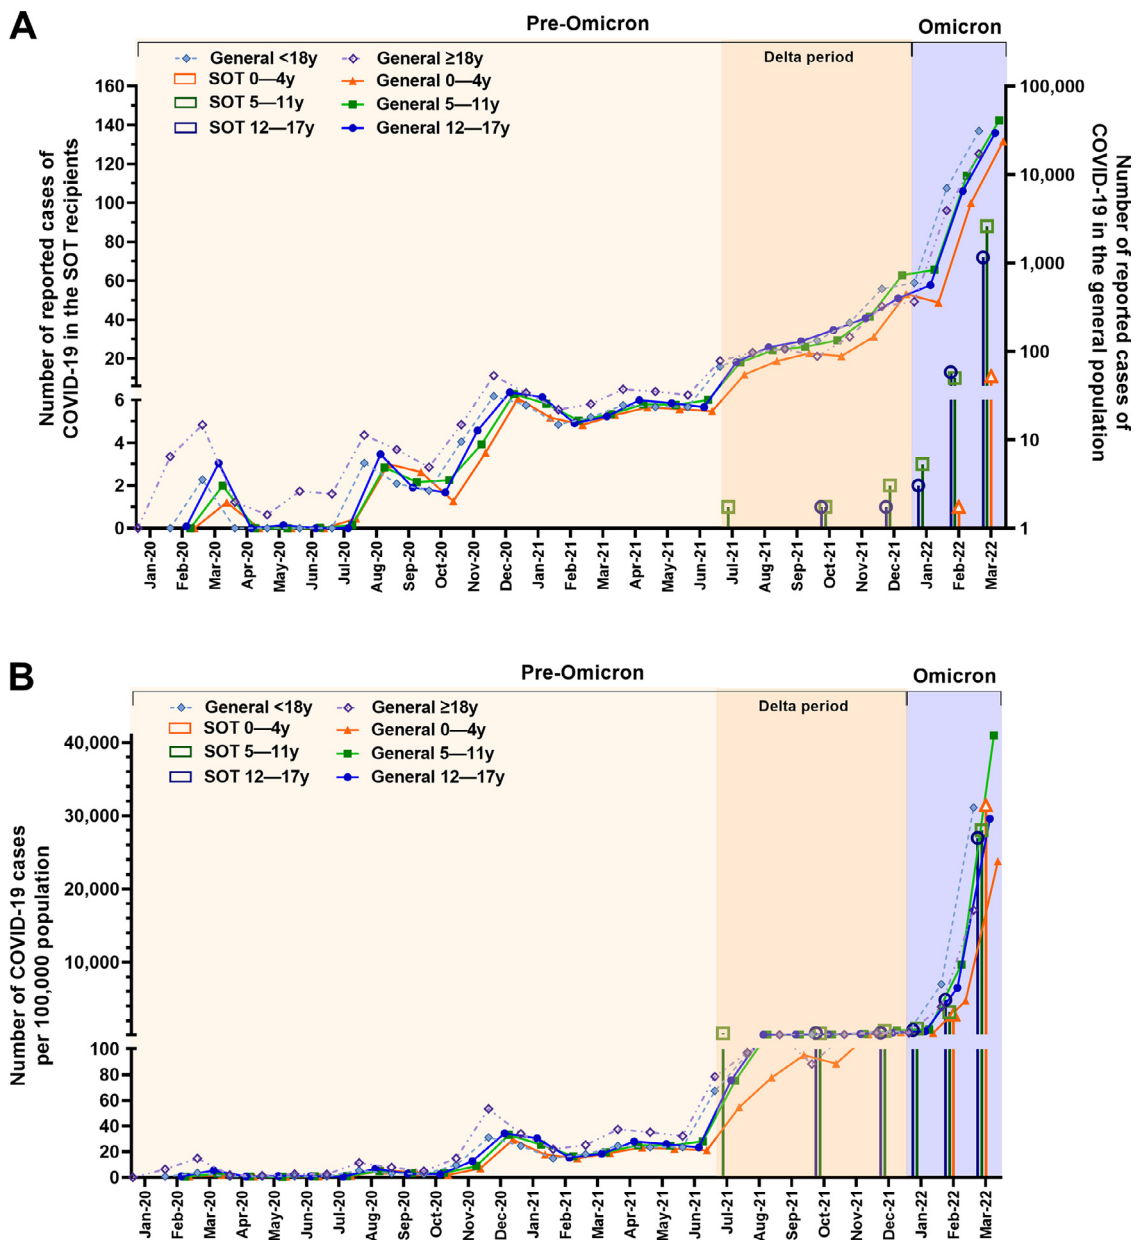 A
Pre-Omicron
Omicron
Delta period
General <18y
General ≥18y
SOT 0—4y
General 0—4y
SOT 5—11y
General 5—11y
SOT 12—17y
General 12—17y
Number of reported cases of
COVID-19 in the SOT recipients
160
140
120
100
80
60
40
20
6
4
2
0
100,000
10,000
1,000
100
10
1
Number of reported cases of
COVID-19 in the general population
Jan-20
Feb-20
Mar-20
Apr-20
May-20
Jun-20
Jul-20
Aug-20
Sep-20
Oct-20
Nov-20
Dec-20
Jan-21
Feb-21
Mar-21
Apr-21
May-21
Jun-21
Jul-21
Aug-21
Sep-21
Oct-21
Nov-21
Dec-21
Jan-22
Feb-22
Mar-22
B
Pre-Omicron
Omicron
Delta period
General <18y
General ≥18y
SOT 0—4y
General 0—4y
SOT 5—11y
General 5—11y
SOT 12—17y
General 12—17y
Number of COVID-19 cases
per 100,000 population
40,000
30,000
20,000
10,000
100
80
60
40
20
0
Jan-20
Feb-20
Mar-20
Apr-20
May-20
Jun-20
Jul-20
Aug-20
Sep-20
Oct-20
Nov-20
Dec-20
Jan-21
Feb-21
Mar-21
Apr-21
May-21
Jun-21
Jul-21
Aug-21
Sep-21
Oct-21
Nov-21
Dec-21
Jan-22
Feb-22
Mar-22